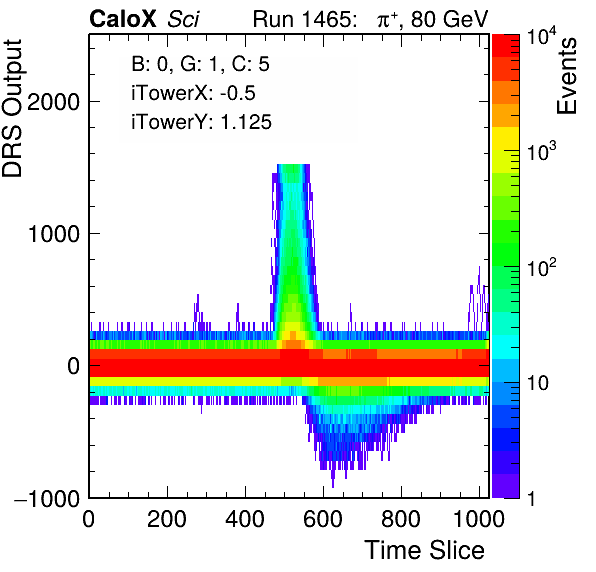 CaloX Sci Run 1465: π⁺, 80 GeV
B: 0, G: 1, C: 5
iTowerX: -0.5
iTowerY: 1.125
DRS Output
2000
1000
0
−1000
0 200 400 600 800 1000
Time Slice
Events
10⁴
10³
10²
10
1